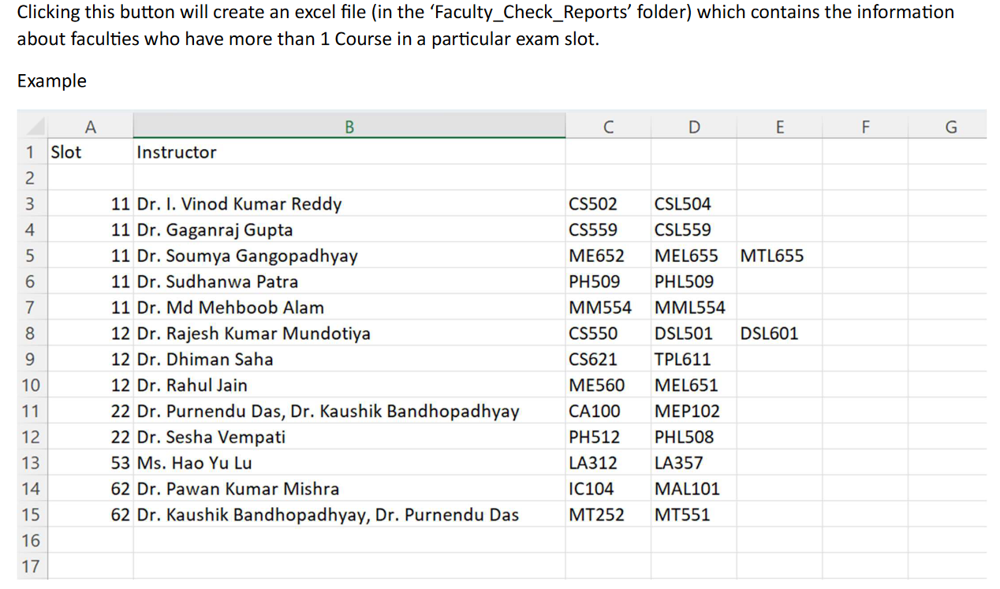 Clicking this button will create an excel file (in the ‘Faculty_Check_Reports’ folder) which contains the information
about faculties who have more than 1 Course in a particular exam slot.
Example
A B C D E F G
1 Slot Instructor
2
3 11 Dr. I. Vinod Kumar Reddy CS502 CSL504
4 11 Dr. Gaganraj Gupta CS559 CSL559
5 11 Dr. Soumya Gangopadhyay ME652 MEL655 MTL655
6 11 Dr. Sudhanwa Patra PH509 PHL509
7 11 Dr. Md Mehboob Alam MM554 MML554
8 12 Dr. Rajesh Kumar Mundotiya CS550 DSL501 DSL601
9 12 Dr. Dhiman Saha CS621 TPL611
10 12 Dr. Rahul Jain ME560 MEL651
11 22 Dr. Purnendu Das, Dr. Kaushik Bandhopadhyay CA100 MEP102
12 22 Dr. Sesha Vempati PH512 PHL508
13 53 Ms. Hao Yu Lu LA312 LA357
14 62 Dr. Pawan Kumar Mishra IC104 MAL101
15 62 Dr. Kaushik Bandhopadhyay, Dr. Purnendu Das MT252 MT551
16
17